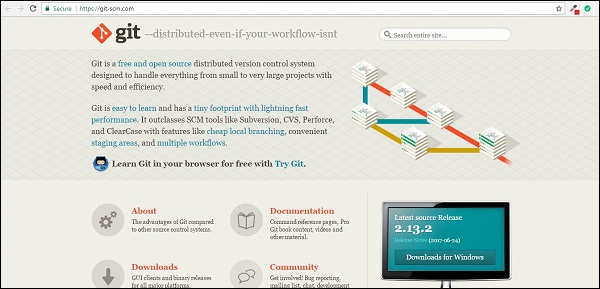 Secure https://git-scm.com
git --distributed-even-if-your-workflow-isnt
Search entire site...
Git is a free and open source distributed version control system
designed to handle everything from small to very large projects with
speed and efficiency.
Git is easy to learn and has a tiny footprint with lightning fast
performance. It outclasses SCM tools like Subversion, CVS, Perforce,
and ClearCase with features like cheap local branching, convenient
staging areas, and multiple workflows.
Learn Git in your browser for free with Try Git.
About
The advantages of Git compared
to other source control systems.
Documentation
Command reference pages, Pro
Git book content, videos and
other material.
Latest source Release
2.13.2
Release Notes (2017-06-24)
Downloads for Windows
Downloads
GUI clients and binary releases
for all major platforms.
Community
Get involved! Bug reporting,
mailing list, chat, development